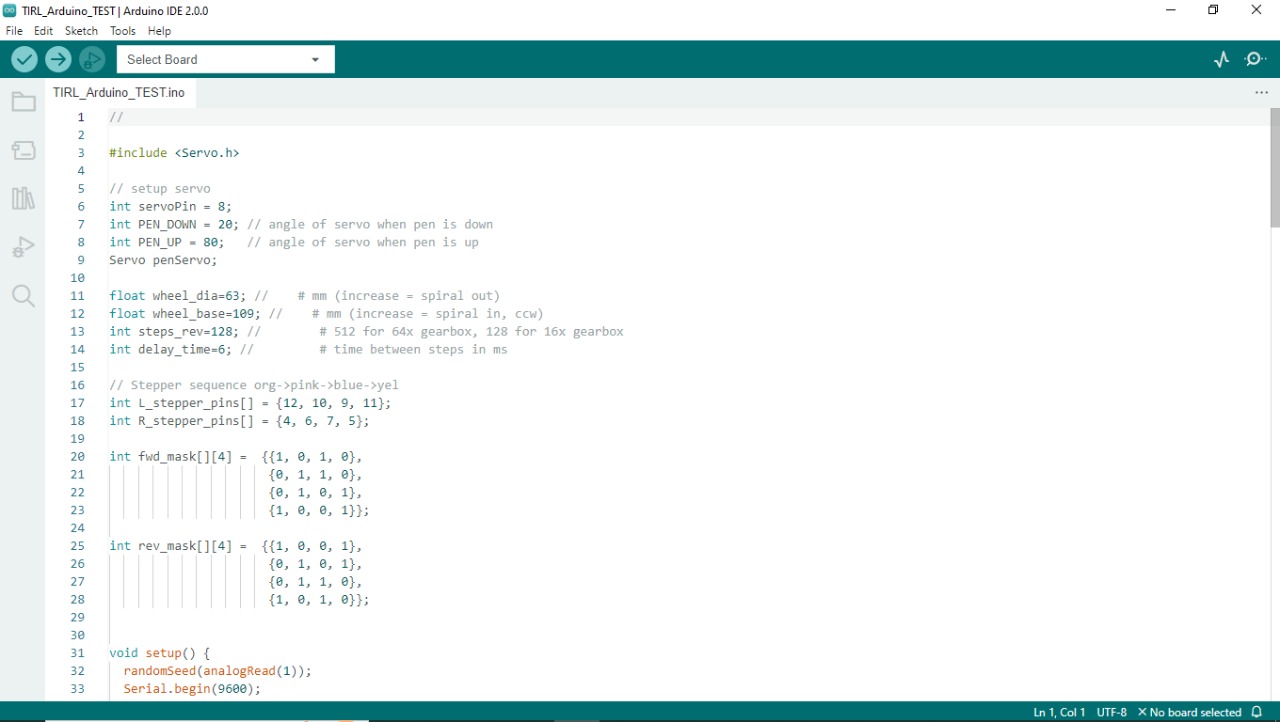 TIRL_Arduino_TEST | Arduino IDE 2.0.0
File Edit Sketch Tools Help
Select Board
TIRL_Arduino_TEST.ino
1 //
2
3 #include <Servo.h>
4
5 // setup servo
6 int servoPin = 8;
7 int PEN_DOWN = 20; // angle of servo when pen is down
8 int PEN_UP = 80;   // angle of servo when pen is up
9 Servo penServo;
10
11 float wheel_dia=63; //    # mm (increase = spiral out)
12 float wheel_base=109; //    # mm (increase = spiral in, ccw)
13 int steps_rev=128; //        # 512 for 64x gearbox, 128 for 16x gearbox
14 int delay_time=6; //         # time between steps in ms
15
16 // Stepper sequence org->pink->blue->yel
17 int L_stepper_pins[] = {12, 10, 9, 11};
18 int R_stepper_pins[] = {4, 6, 7, 5};
19
20 int fwd_mask[][4] =  {{1, 0, 1, 0},
21                       {0, 1, 1, 0},
22                       {0, 1, 0, 1},
23                       {1, 0, 0, 1}};
24
25 int rev_mask[][4] =  {{1, 0, 0, 1},
26                       {0, 1, 0, 1},
27                       {0, 1, 1, 0},
28                       {1, 0, 1, 0}};
29
30
31 void setup() {
32   randomSeed(analogRead(1));
33   Serial.begin(9600);
Ln 1, Col 1 UTF-8 × No board selected